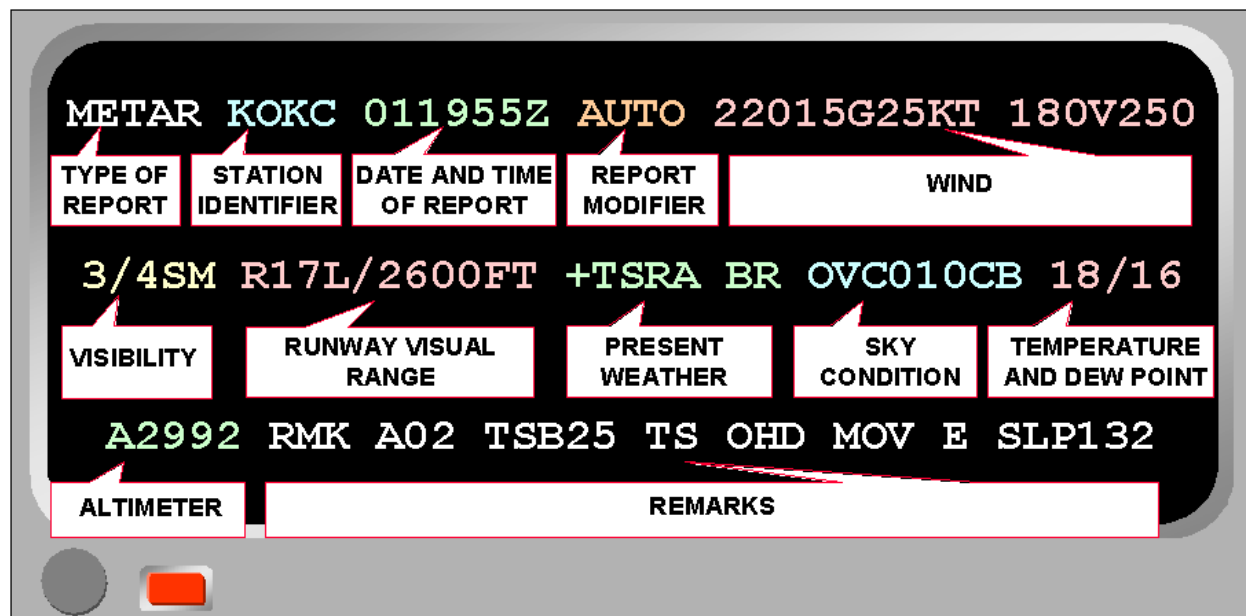 METAR KOKC 011955Z AUTO 22015G25KT 180V250
TYPE OF REPORT
STATION IDENTIFIER
DATE AND TIME OF REPORT
REPORT MODIFIER
WIND
3/4SM R17L/2600FT +TSRA BR OVC010CB 18/16
VISIBILITY
RUNWAY VISUAL RANGE
PRESENT WEATHER
SKY CONDITION
TEMPERATURE AND DEW POINT
A2992 RMK A02 TSB25 TS OHD MOV E SLP132
ALTIMETER
REMARKS